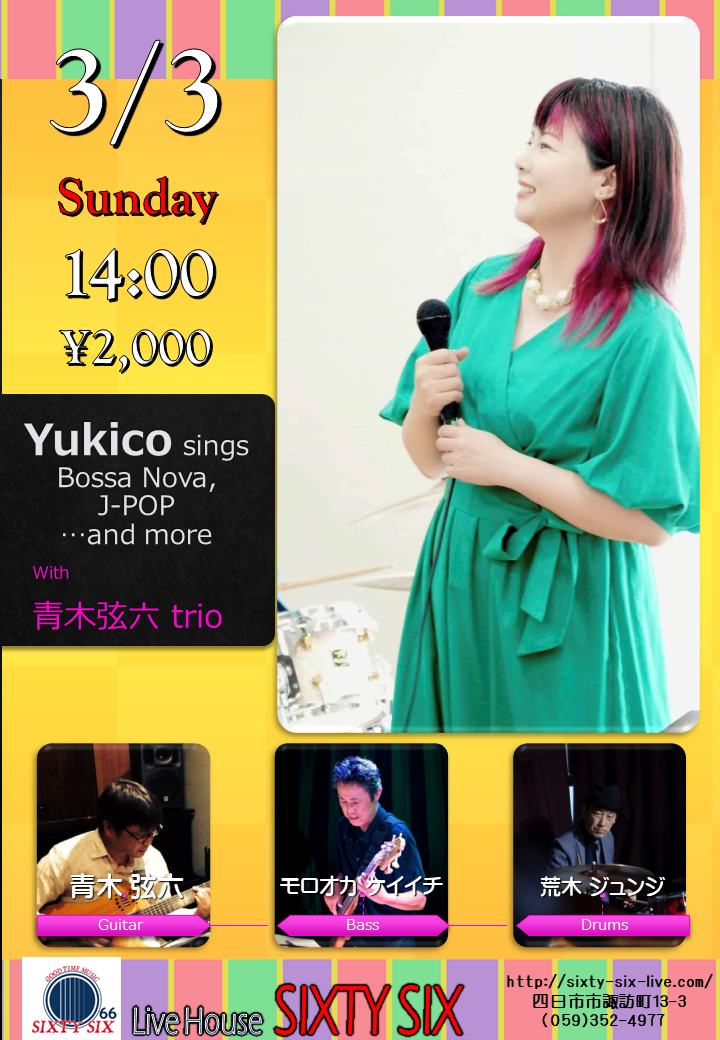 3/3
Sunday
14:00
¥2,000
Yukico sings
Bossa Nova,
J-POP
…and more
With
青木弦六 trio
青木 弦六
Guitar
モロオカ ケイイチ
Bass
荒木 ジュンジ
Drums
GOOD TIME MUSIC
66
SIXTY SIX
Live House SIXTY SIX
http://sixty-six-live.com/
四日市市諏訪町13-3
(059)352-4977